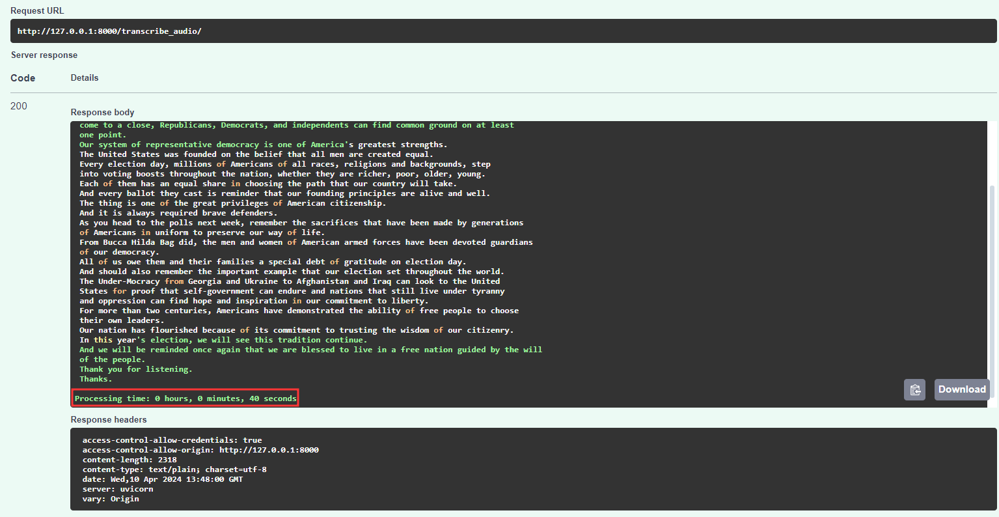 Request URL
http://127.0.0.1:8000/transcribe_audio/
Server response
Code Details
200
Response body
come to a close, Republicans, Democrats, and independents can find common ground on at least
one point.
Our system of representative democracy is one of America's greatest strengths.
The United States was founded on the belief that all men are created equal.
Every election day, millions of Americans of all races, religions and backgrounds, step
into voting boosts throughout the nation, whether they are richer, poor, older, young.
Each of them has an equal share in choosing the path that our country will take.
And every ballot they cast is reminder that our founding principles are alive and well.
The thing is one of the great privileges of American citizenship.
And it is always required brave defenders.
As you head to the polls next week, remember the sacrifices that have been made by generations
of Americans in uniform to preserve our way of life.
From Bucca Hilda Bag did, the men and women of American armed forces have been devoted guardians
of our democracy.
All of us owe them and their families a special debt of gratitude on election day.
And should also remember the important example that our election set throughout the world.
The Under-Mocracy from Georgia and Ukraine to Afghanistan and Iraq can look to the United
States for proof that self-government can endure and nations that still live under tyranny
and oppression can find hope and inspiration in our commitment to liberty.
For more than two centuries, Americans have demonstrated the ability of free people to choose
their own leaders.
Our nation has flourished because of its commitment to trusting the wisdom of our citizenry.
In this year's election, we will see this tradition continue.
And we will be reminded once again that we are blessed to live in a free nation guided by the will
of the people.
Thank you for listening.
Thanks.
Processing time: 0 hours, 0 minutes, 40 seconds
Download
Response headers
access-control-allow-credentials: true
access-control-allow-origin: http://127.0.0.1:8000
content-length: 2318
content-type: text/plain; charset=utf-8
date: Wed,10 Apr 2024 13:48:00 GMT
server: uvicorn
vary: Origin